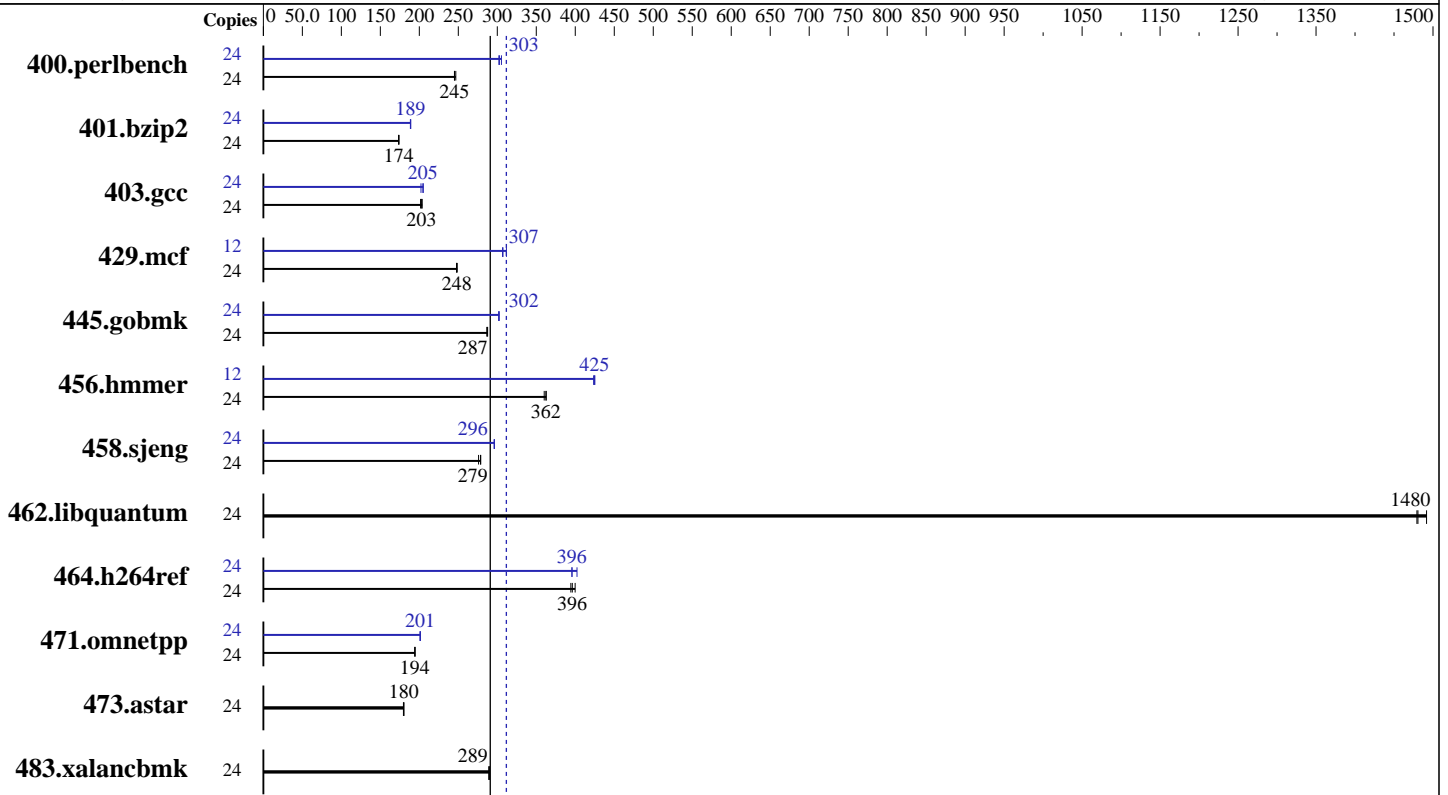 Copies 0 50.0 100 150 200 250 300 350 400 450 500 550 600 650 700 750 800 850 900 950 1050 1150 1250 1350 1500
400.perlbench 24 303
24 245
401.bzip2 24 189
24 174
403.gcc 24 205
24 203
429.mcf 12 307
24 248
445.gobmk 24 302
24 287
456.hmmer 12 425
24 362
458.sjeng 24 296
24 279
462.libquantum 24 1480
464.h264ref 24 396
24 396
471.omnetpp 24 201
24 194
473.astar 24 180
483.xalancbmk 24 289